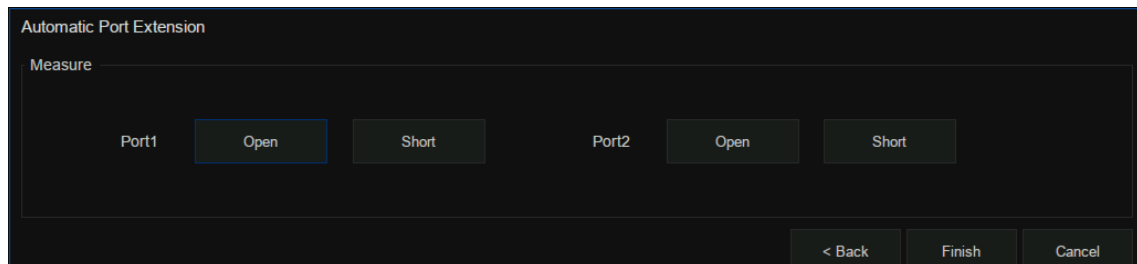 Automatic Port Extension
Measure
Port1 Open Short Port2 Open Short
< Back Finish Cancel